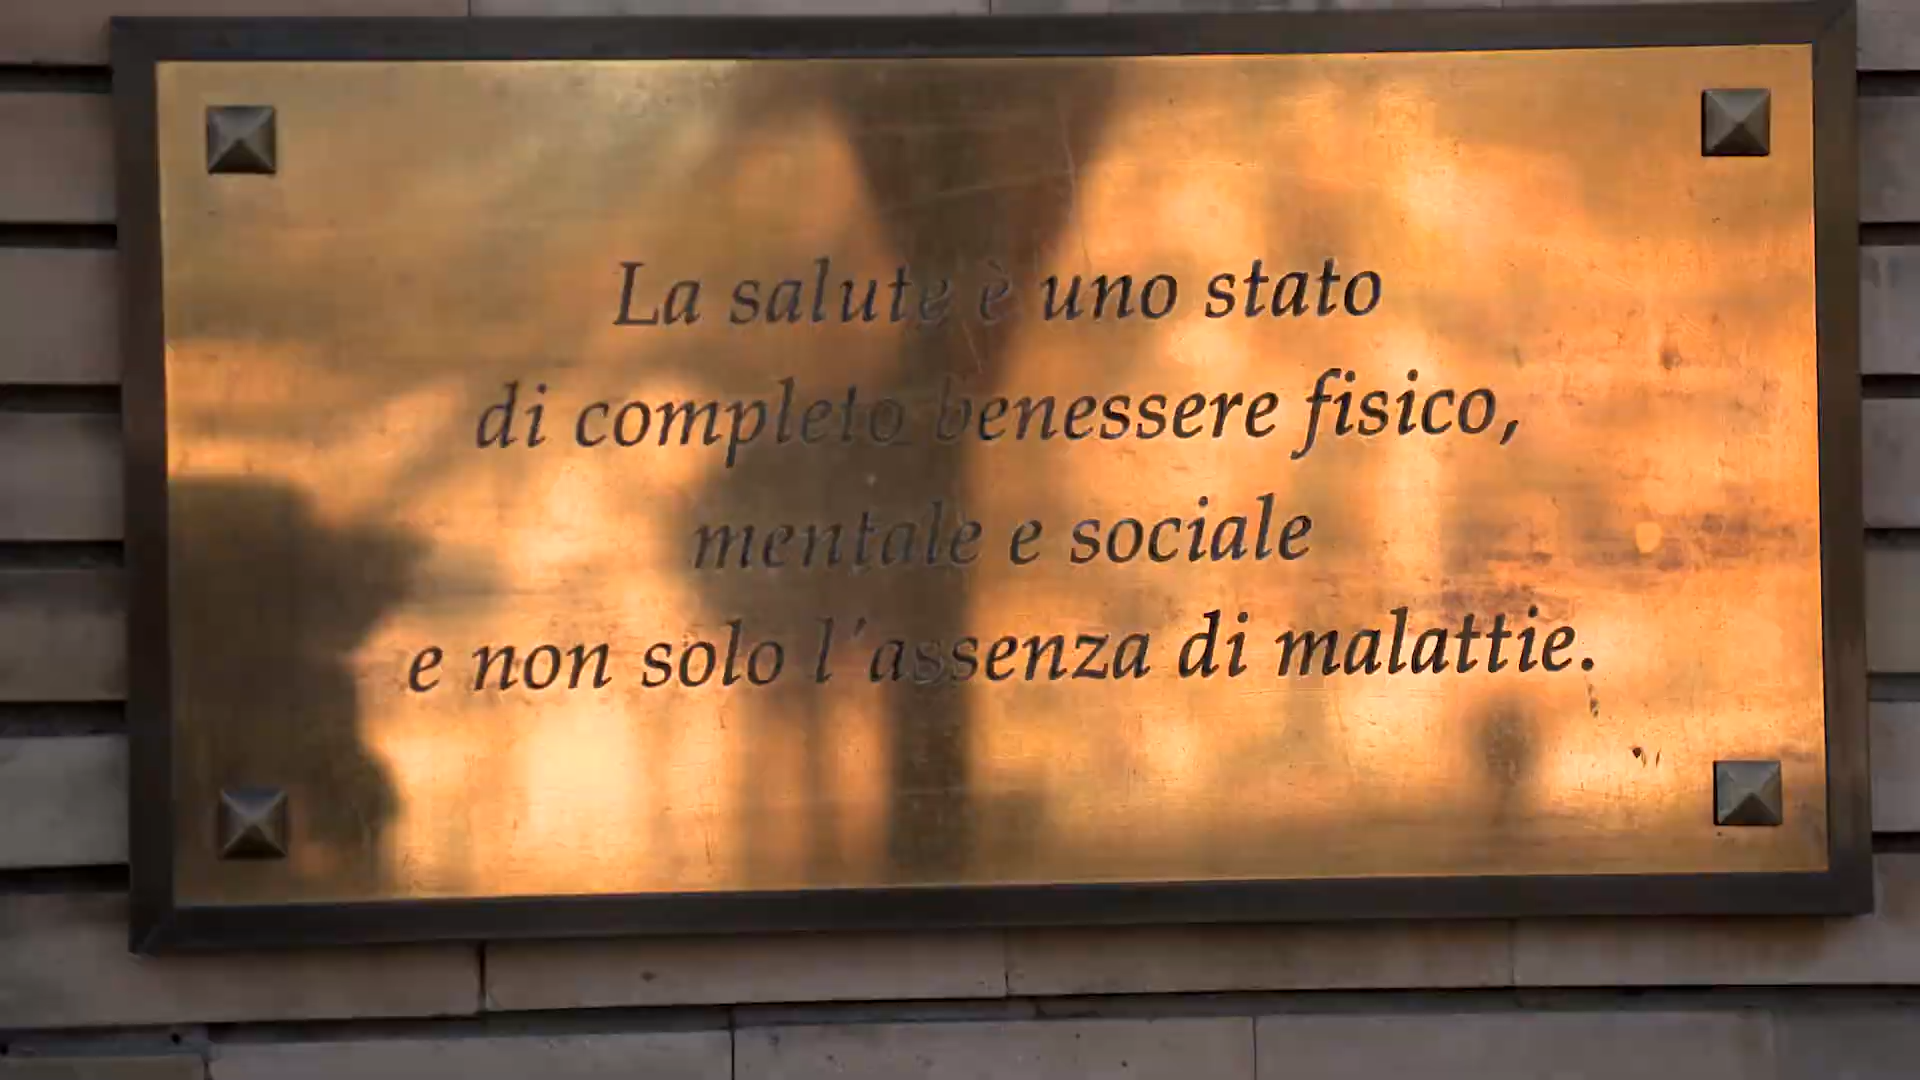 La salute è uno stato
di completo benessere fisico,
mentale e sociale
e non solo l'assenza di malattie.